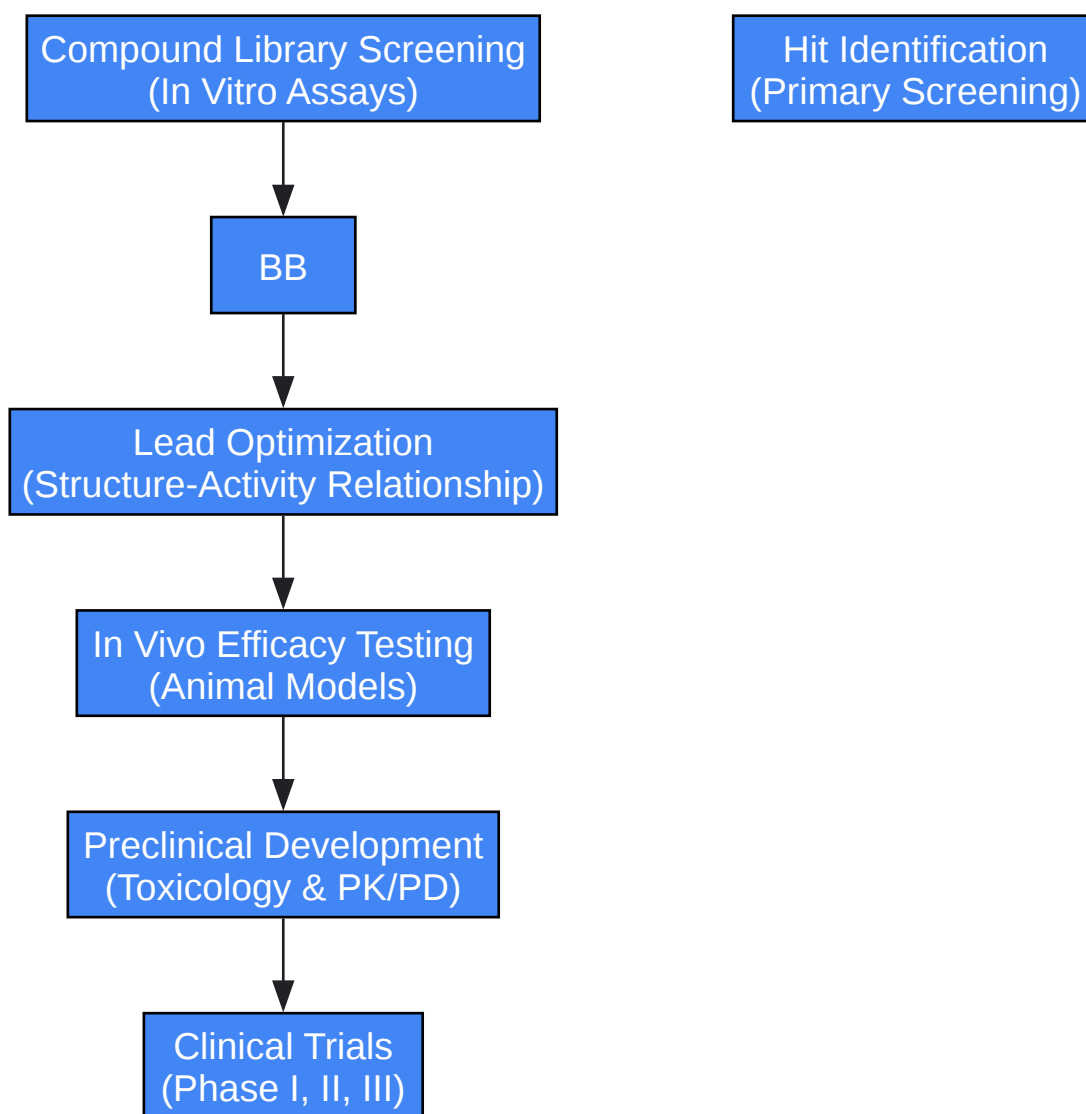 Compound Library Screening
(In Vitro Assays)
Hit Identification
(Primary Screening)
BB
Lead Optimization
(Structure-Activity Relationship)
In Vivo Efficacy Testing
(Animal Models)
Preclinical Development
(Toxicology & PK/PD)
Clinical Trials
(Phase I, II, III)